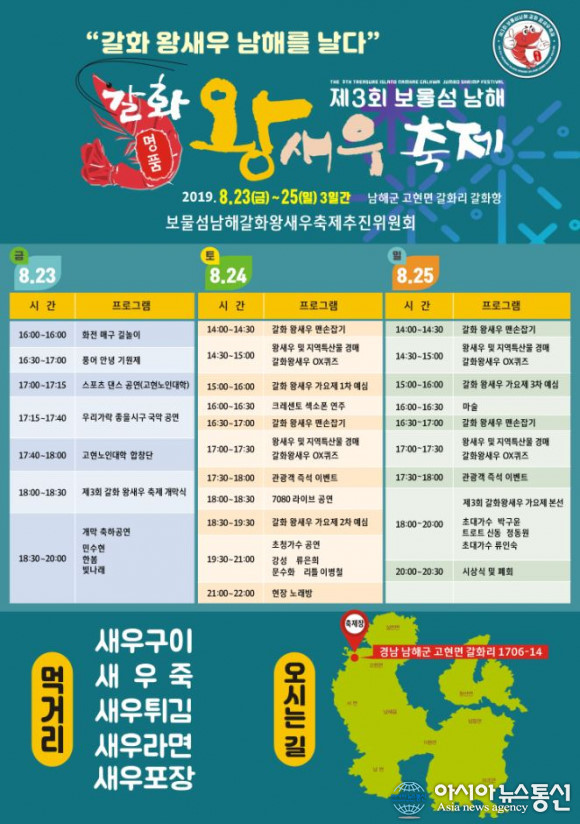 “갈화 왕새우 남해를 날다”
THE 3TH TREASURE ISLAND NAMHAE GALHWA JUMBO SHRIMP FESTIVAL
제3회 보물섬 남해
갈화 왕새우 축제
명품
2019. 8.23(금) ~ 25(일) 3일간 남해군 고현면 갈화리 갈화항
보물섬남해갈화왕새우축제추진위원회
금
8.23
시 간 프로그램
16:00~16:00 화전 매구 길놀이
16:30~17:00 풍어 안녕 기원제
17:00~17:15 스포츠 댄스 공연(고현노인대학)
17:15~17:40 우리가락 좋을시구 국악 공연
17:40~18:00 고현노인대학 합창단
18:00~18:30 제3회 갈화 왕새우 축제 개막식
18:30~20:00 개막 축하공연
민수현
한봄
빛나래
토
8.24
시 간 프로그램
14:00~14:30 갈화 왕새우 맨손잡기
14:30~15:00 왕새우 및 지역특산물 경매
갈화왕새우 OX퀴즈
15:00~16:00 갈화 왕새우 가요제 1차 예심
16:00~16:30 크레센토 색소폰 연주
16:30~17:00 갈화 왕새우 맨손잡기
17:00~17:30 왕새우 및 지역특산물 경매
갈화왕새우 OX퀴즈
17:30~18:00 관광객 즉석 이벤트
18:00~18:30 7080 라이브 공연
18:30~19:30 갈화 왕새우 가요제 2차 예심
19:30~21:00 초청가수 공연
강성 류은희
문수화 리틀 이병철
21:00~22:00 현장 노래방
일
8.25
시 간 프로그램
14:00~14:30 갈화 왕새우 맨손잡기
14:30~15:00 왕새우 및 지역특산물 경매
갈화왕새우 OX퀴즈
15:00~16:00 갈화 왕새우 가요제 3차 예심
16:00~16:30 마술
16:30~17:00 갈화 왕새우 맨손잡기
17:00~17:30 왕새우 및 지역특산물 경매
갈화왕새우 OX퀴즈
17:30~18:00 관광객 즉석 이벤트
18:00~20:00 제3회 갈화왕새우 가요제 본선
초대가수 박구윤
트로트 신동 정동원
초대가수 류인숙
20:00~20:30 시상식 및 폐회
먹거리
새우구이
새우죽
새우튀김
새우라면
새우포장
오시는 길
축제장
경남 남해군 고현면 갈화리 1706-14
아시아뉴스통신
Asia news agency